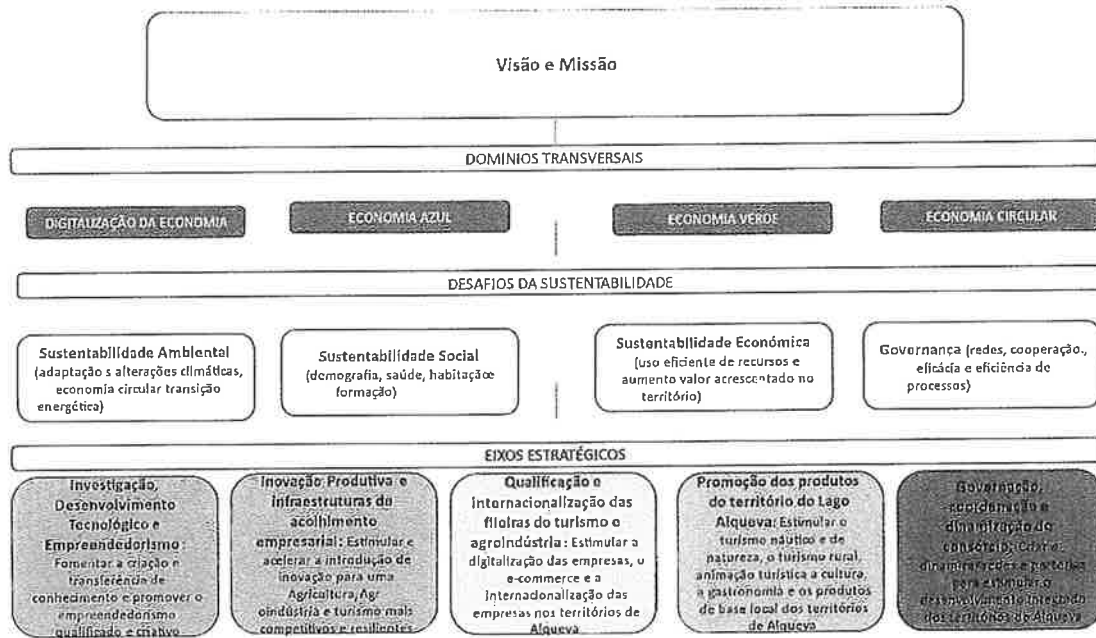 Visão e Missão
DOMINIOS TRANSVERSAIS
DIGITALIZAÇÃO DA ECONOMIA
ECONOMIA AZUL
ECONOMIA VERDE
ECONOMIA CIRCULAR
DESAFIOS DA SUSTENTABILIDADE
Sustentabilidade Ambiental
(adaptação s alterações climáticas,
economia circular transição
energética)
Sustentabilidade Social
(demografia, saúde, habitação e
formação)
Sustentabilidade Económica
(uso eficiente de recursos e
aumento valor acrescentado no
território)
Governança (redes, cooperação.,
eficácia e eficiência de
processos)
EIXOS ESTRATÉGICOS
Investigação,
Desenvolvimento
Tecnológico e
Empreendedorismo :
Fomentar a criação e
transferência de
conhecimento e promover o
empreendedorismo
qualificado e criativo
Inovação Produtiva e
infraestruturas de
acolhimento
empresarial : Estimular e
acelerar a introdução de
inovação para uma
Agricultura, Agr
oindústria e turismo mais
competitivos e resilientes
Qualificação e
internacionalização das
fileiras do turismo e
agroindústria : Estimular a
digitalização das empresas, o
e-commerce e a
internacionalização das
empresas nos territórios de
Alqueva
Promoção dos produtos
do território do Lago
Alqueva: Estimular o
turismo náutico e de
natureza, o turismo rural,
animação turística a cultura,
a gastronomia e os produtos
de base local dos territórios
de Alqueva
Governação,
coordenação e
dinamização do
consórcio: Criar e
dinamizar redes e parcerias
para estimular o
desenvolvimento integrado
dos territórios de Alqueva